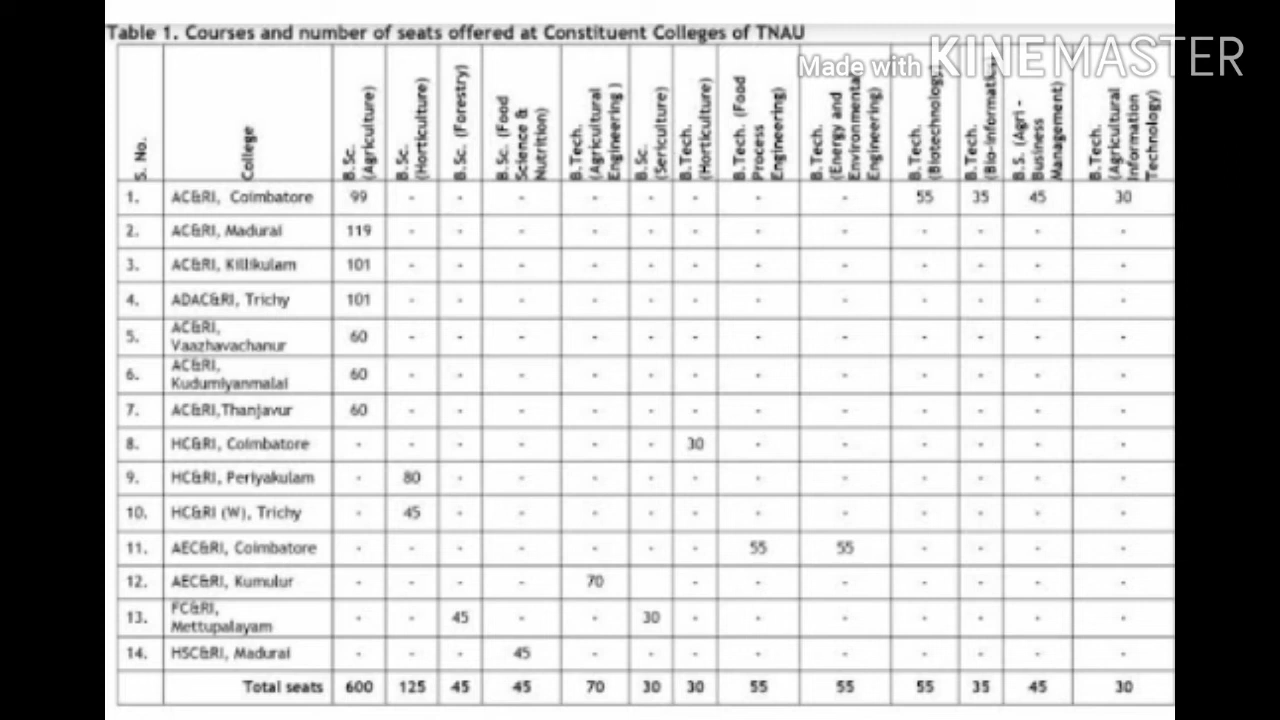 Table 1. Courses and number of seats offered at Constituent Colleges of TNAU
Made with KINEMASTER
S. No. | College | B.Sc. (Agriculture) | B.Sc. (Horticulture) | B.Sc. (Forestry) | B.Sc. (Food Science & Nutrition) | B.Tech. (Agricultural Engineering ) | B.Sc. (Sericulture) | B.Tech. (Horticulture) | B.Tech. (Food Process Engineering) | B.Tech. (Energy and Environmental Engineering) | B.Tech. (Biotechnology) | B.Tech. (Bio-informatics) | B.S. (Agri - Business Management) | B.Tech. (Agricultural Information Technology)
1. | AC&RI, Coimbatore | 99 | - | - | - | - | - | - | - | - | 55 | 35 | 45 | 30
2. | AC&RI, Madurai | 119 | - | - | - | - | - | - | - | - | - | - | - | -
3. | AC&RI, Killikulam | 101 | - | - | - | - | - | - | - | - | - | - | - | -
4. | ADAC&RI, Trichy | 101 | - | - | - | - | - | - | - | - | - | - | - | -
5. | AC&RI, Vaazhavachanur | 60 | - | - | - | - | - | - | - | - | - | - | - | -
6. | AC&RI, Kudumiyanmalai | 60 | - | - | - | - | - | - | - | - | - | - | - | -
7. | AC&RI,Thanjavur | 60 | - | - | - | - | - | - | - | - | - | - | - | -
8. | HC&RI, Coimbatore | - | - | - | - | - | - | 30 | - | - | - | - | - | -
9. | HC&RI, Periyakulam | - | 80 | - | - | - | - | - | - | - | - | - | - | -
10. | HC&RI (W), Trichy | - | 45 | - | - | - | - | - | - | - | - | - | - | -
11. | AEC&RI, Coimbatore | - | - | - | - | - | - | - | 55 | 55 | - | - | - | -
12. | AEC&RI, Kumulur | - | - | - | - | 70 | | - | - | - | - | - | - | -
13. | FC&RI, Mettupalayam | - | - | 45 | - | - | 30 | - | - | - | - | - | - | -
14. | HSC&RI, Madurai | - | - | - | 45 | - | - | - | - | - | - | - | - | -
Total seats | 600 | 125 | 45 | 45 | 70 | 30 | 30 | 55 | 55 | 55 | 35 | 45 | 30